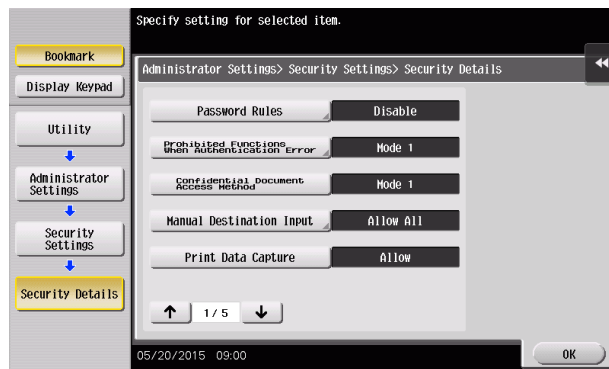 Specify setting for selected item.
Bookmark
Display Keypad
Utility
Administrator
Settings
Security
Settings
Security Details
Administrator Settings> Security Settings> Security Details
Password Rules
Disable
Prohibited Functions
When Authentication Error
Mode 1
Confidential Document
Access Method
Mode 1
Manual Destination Input
Allow All
Print Data Capture
Allow
1/5
05/20/2015 09:00
OK